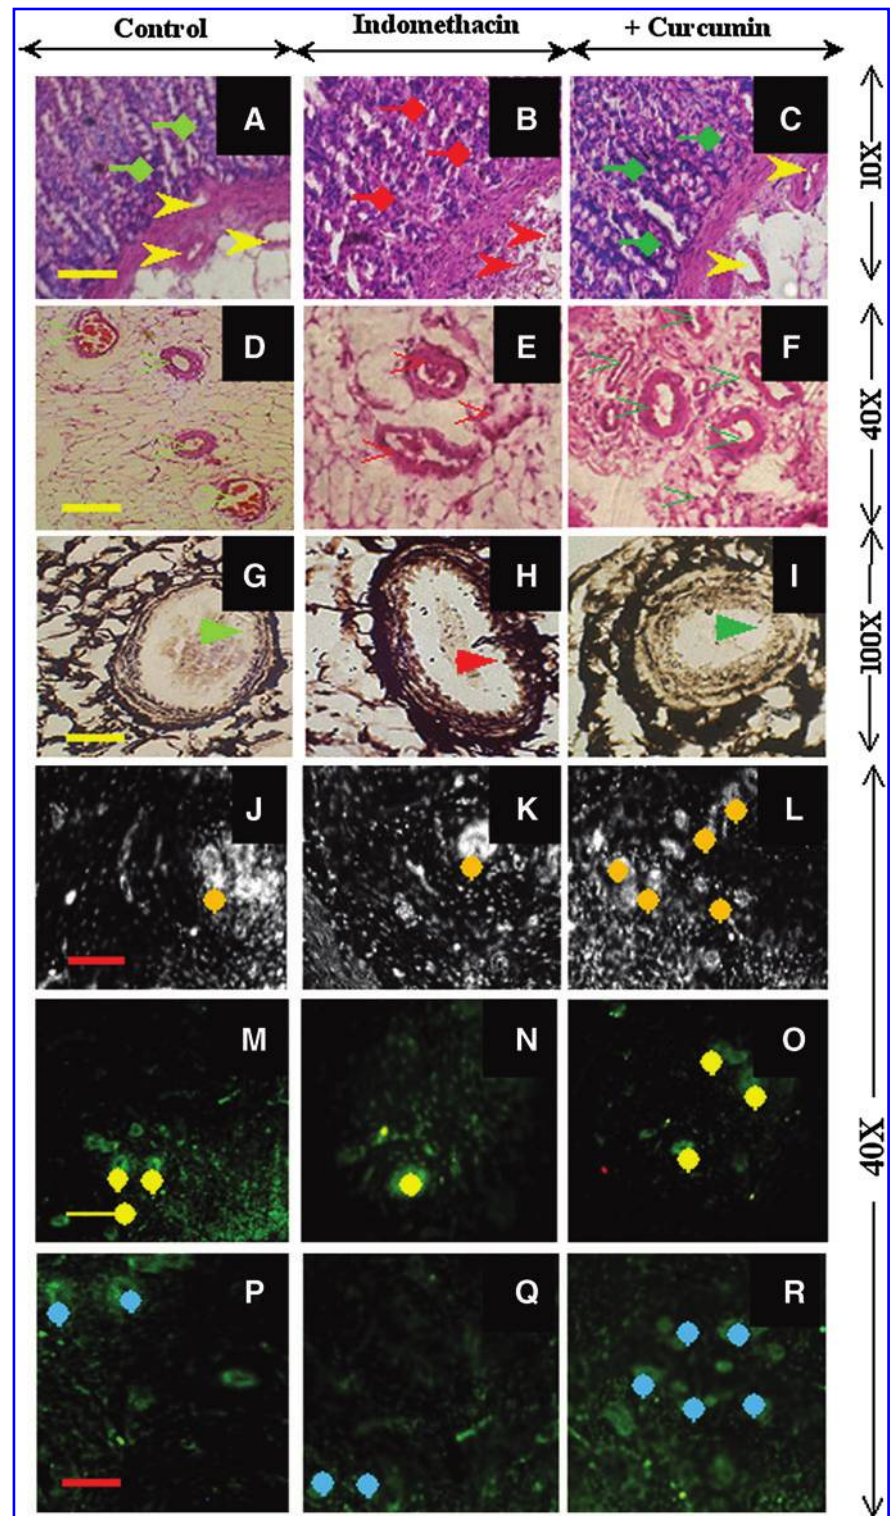 Control Indomethacin + Curcumin
A B C 10X
D E F 40X
G H I 100X
J K L
M N O 40X
P Q R